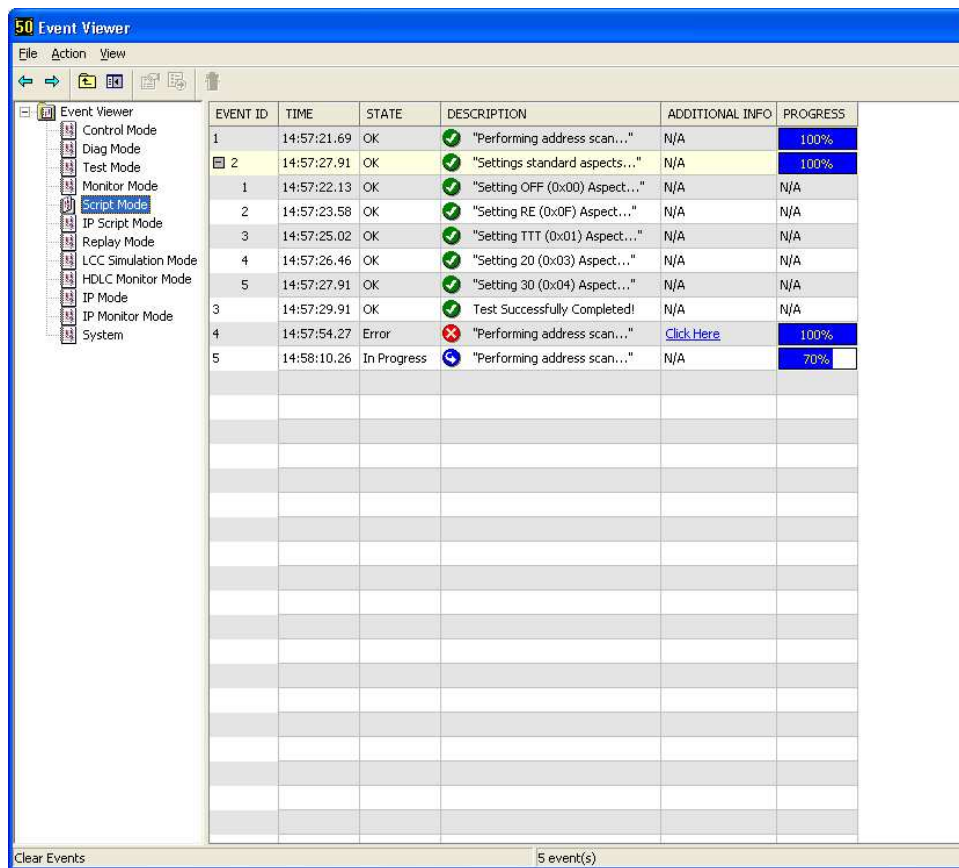 50 Event Viewer
File Action View
Event Viewer
Control Mode
Diag Mode
Test Mode
Monitor Mode
Script Mode
IP Script Mode
Replay Mode
LCC Simulation Mode
HDLC Monitor Mode
IP Mode
IP Monitor Mode
System
EVENT ID TIME STATE DESCRIPTION ADDITIONAL INFO PROGRESS
1 14:57:21.69 OK "Performing address scan..." N/A 100%
2 14:57:27.91 OK "Settings standard aspects..." N/A 100%
1 14:57:22.13 OK "Setting OFF (0x00) Aspect..." N/A N/A
2 14:57:23.58 OK "Setting RE (0x0F) Aspect..." N/A N/A
3 14:57:25.02 OK "Setting TTT (0x01) Aspect..." N/A N/A
4 14:57:26.46 OK "Setting 20 (0x03) Aspect..." N/A N/A
5 14:57:27.91 OK "Setting 30 (0x04) Aspect..." N/A N/A
3 14:57:29.91 OK Test Successfully Completed! N/A N/A
4 14:57:54.27 Error "Performing address scan..." Click Here 100%
5 14:58:10.26 In Progress "Performing address scan..." N/A 70%
Clear Events 5 event(s)